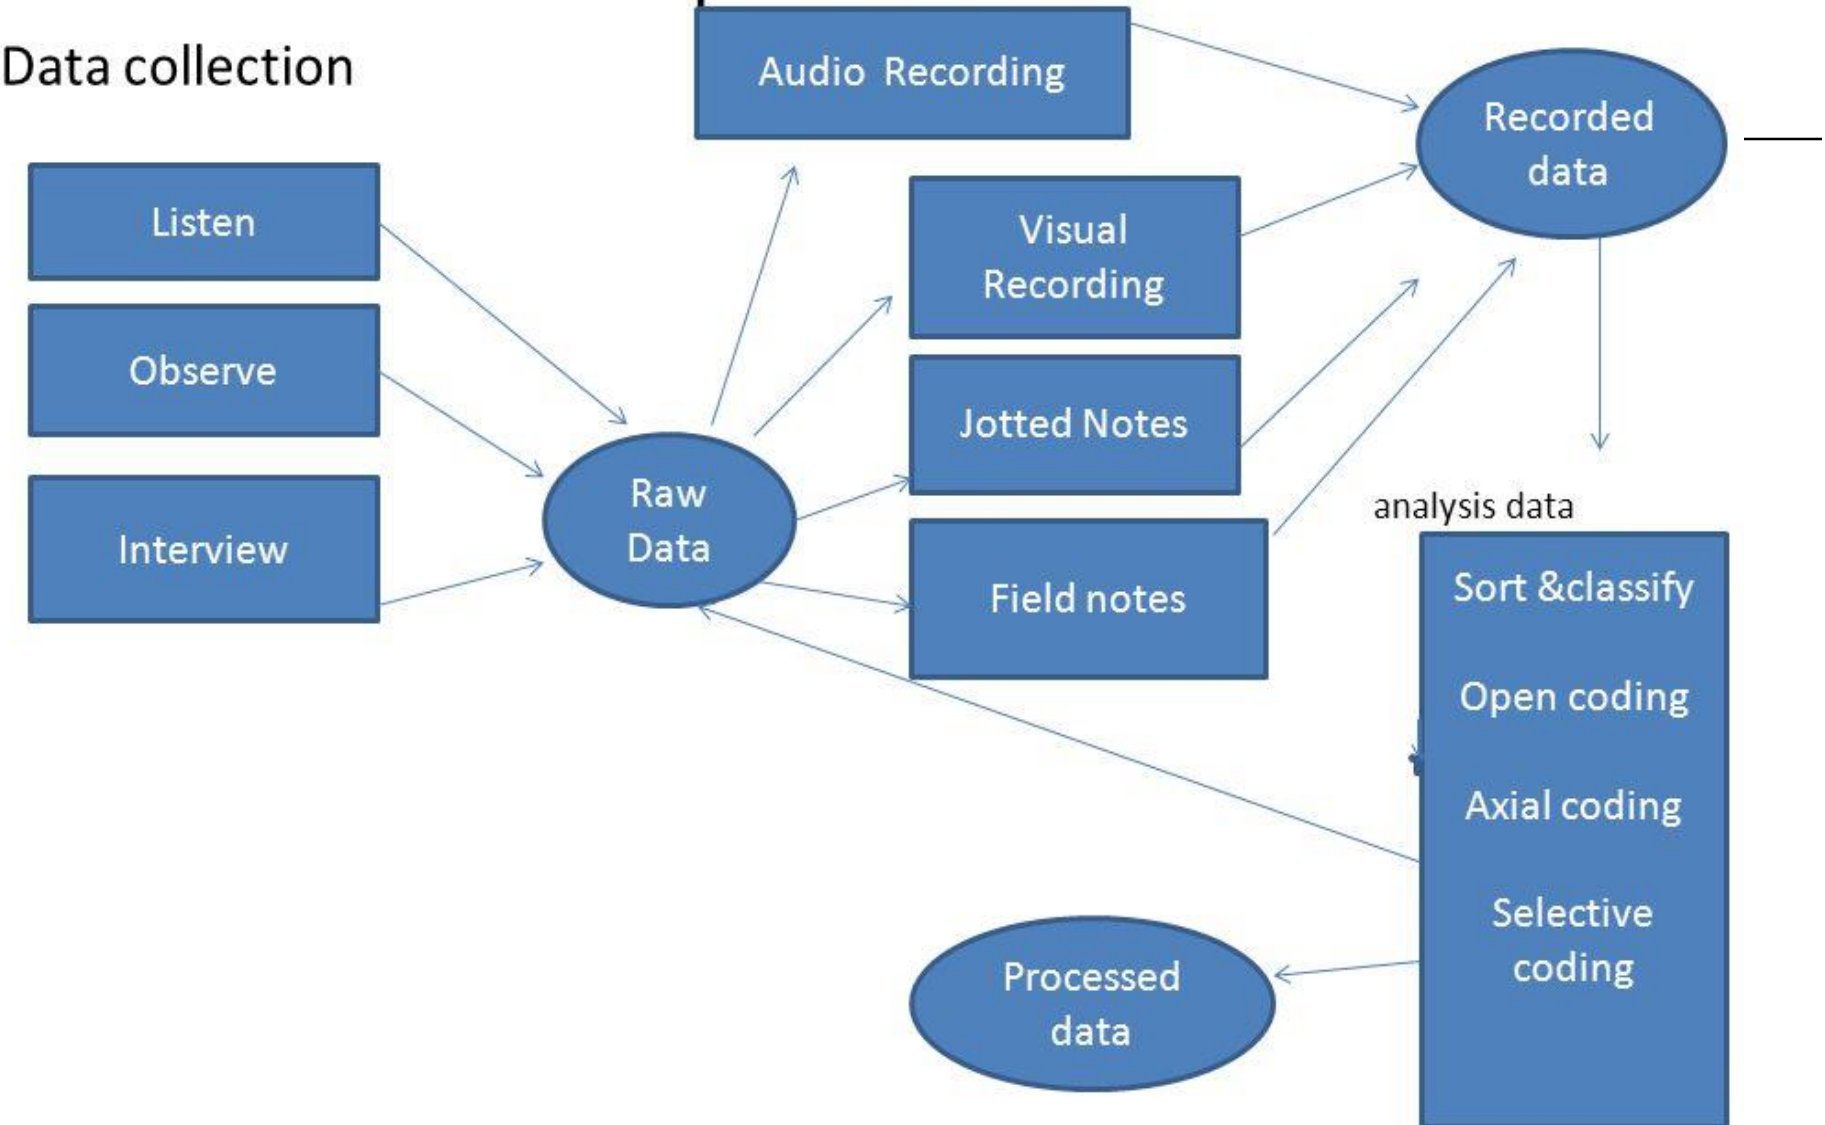 Data collection
Audio Recording
Recorded
data
Listen
Visual
Recording
Observe
Jotted Notes
Raw
Data
Interview
analysis data
Field notes
Sort &classify
Open coding
Axial coding
Selective
coding
Processed
data